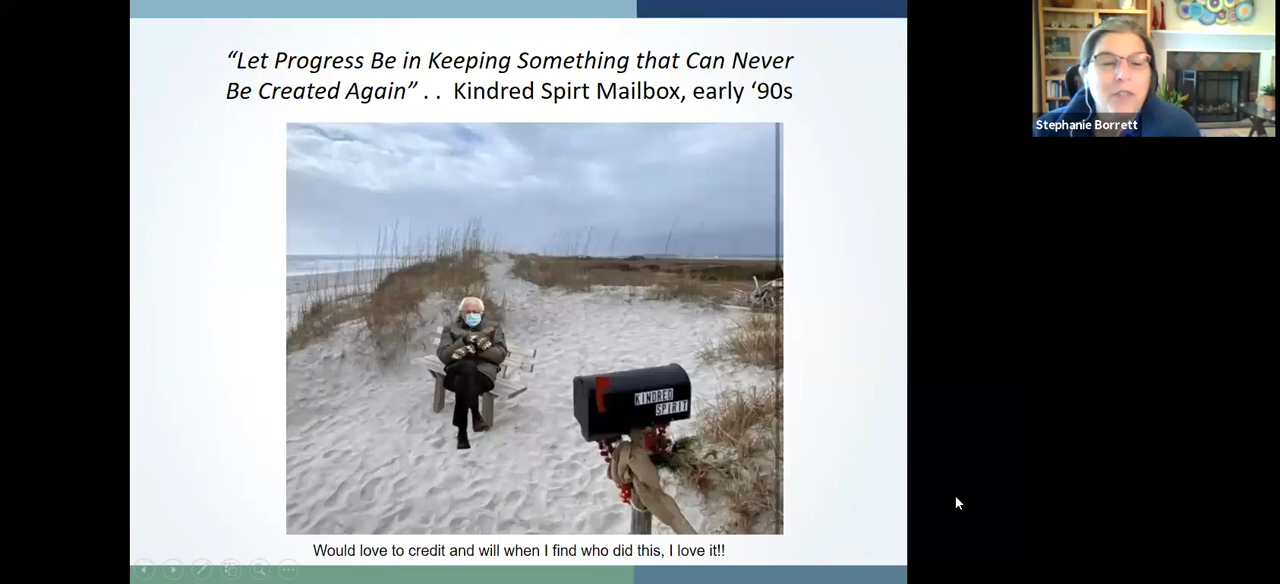 “Let Progress Be in Keeping Something that Can Never
Be Created Again” . .  Kindred Spirt Mailbox, early ‘90s
Stephanie Borrett
KINDRED
SPIRIT
Would love to credit and will when I find who did this, I love it!!